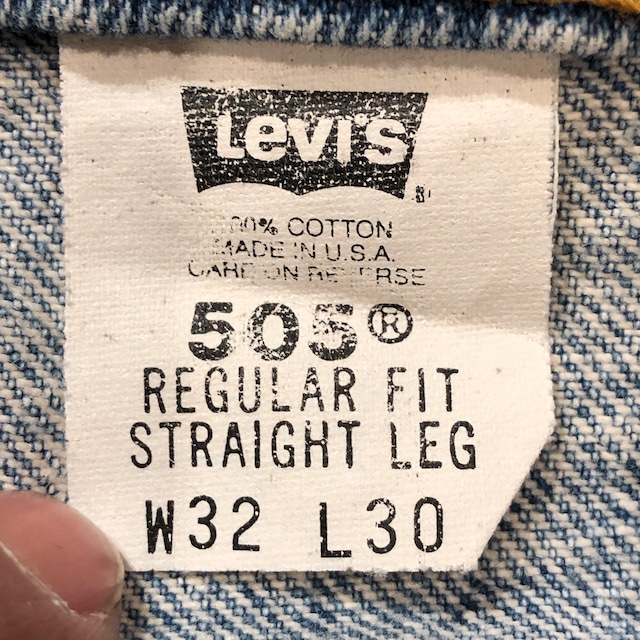 Levi's
100% COTTON
MADE IN U.S.A.
CARE ON REVERSE
505®
REGULAR FIT
STRAIGHT LEG
W32 L30